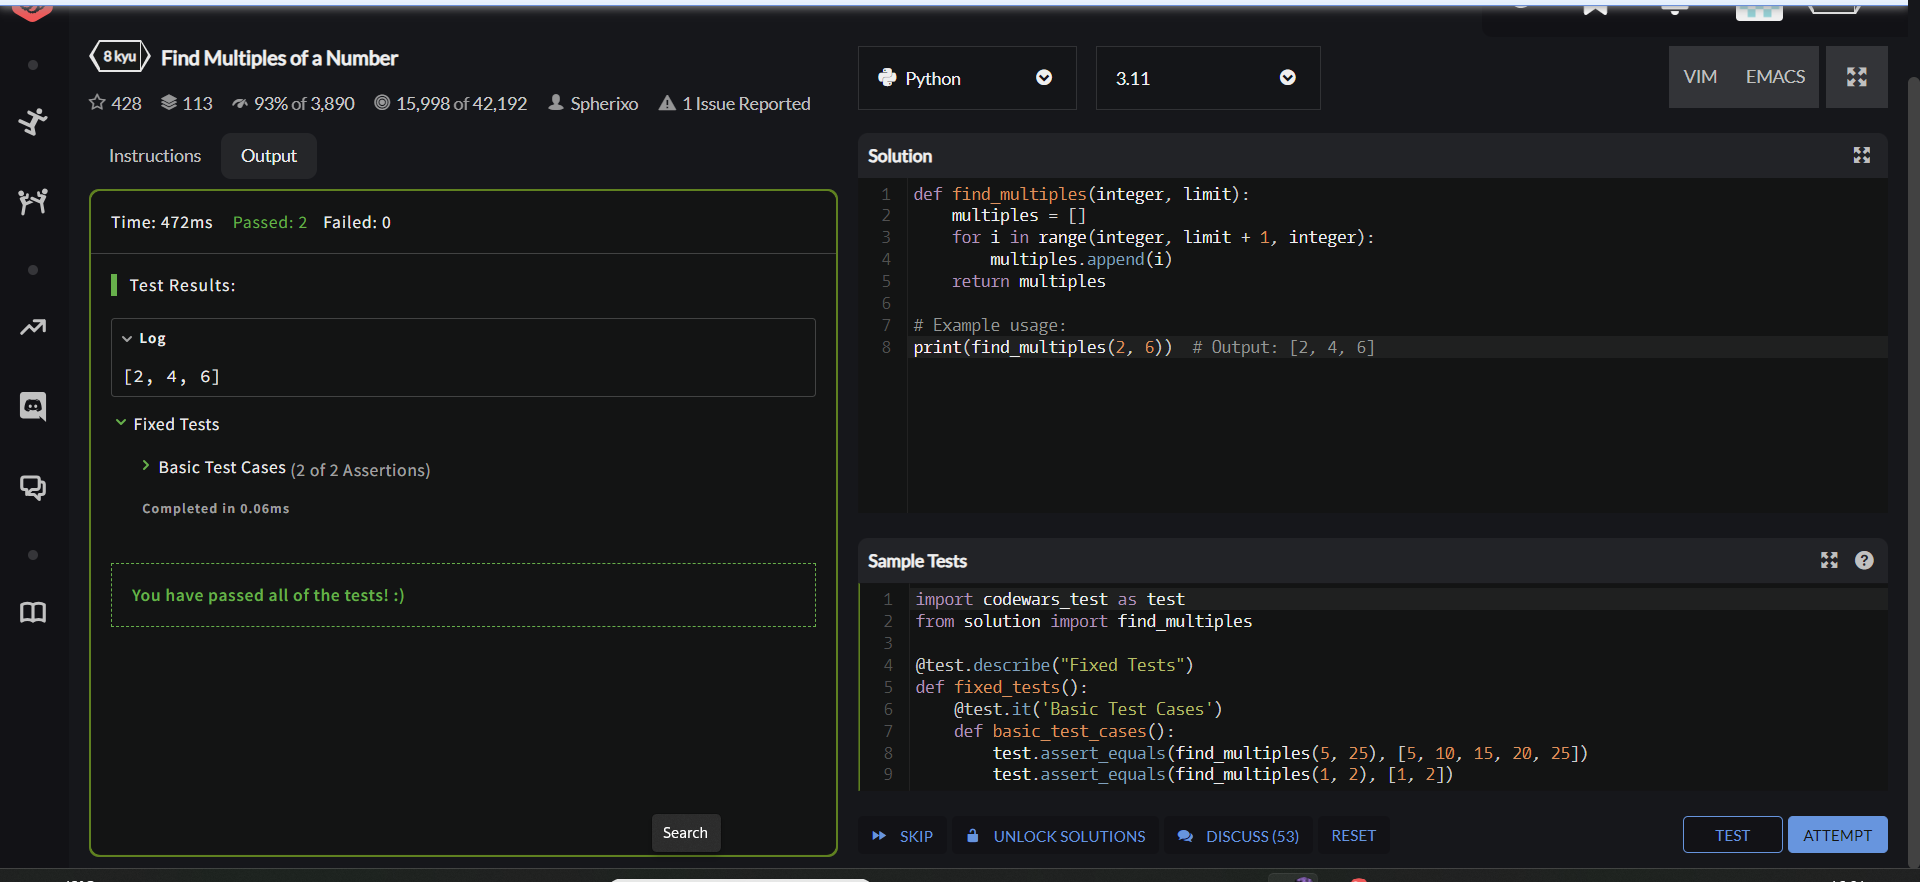 8 kyu Find Multiples of a Number
428 113 93% of 3,890 15,998 of 42,192 Spherixo 1 Issue Reported
Instructions Output
Time: 472ms Passed: 2 Failed: 0
Test Results:
Log
[2, 4, 6]
Fixed Tests
Basic Test Cases (2 of 2 Assertions)
Completed in 0.06ms
You have passed all of the tests! :)
Search
Python 3.11 VIM EMACS
Solution
1 def find_multiples(integer, limit):
2     multiples = []
3     for i in range(integer, limit + 1, integer):
4         multiples.append(i)
5     return multiples
6
7 # Example usage:
8 print(find_multiples(2, 6))  # Output: [2, 4, 6]
Sample Tests
1 import codewars_test as test
2 from solution import find_multiples
3
4 @test.describe("Fixed Tests")
5 def fixed_tests():
6     @test.it('Basic Test Cases')
7     def basic_test_cases():
8         test.assert_equals(find_multiples(5, 25), [5, 10, 15, 20, 25])
9         test.assert_equals(find_multiples(1, 2), [1, 2])
SKIP UNLOCK SOLUTIONS DISCUSS (53) RESET TEST ATTEMPT